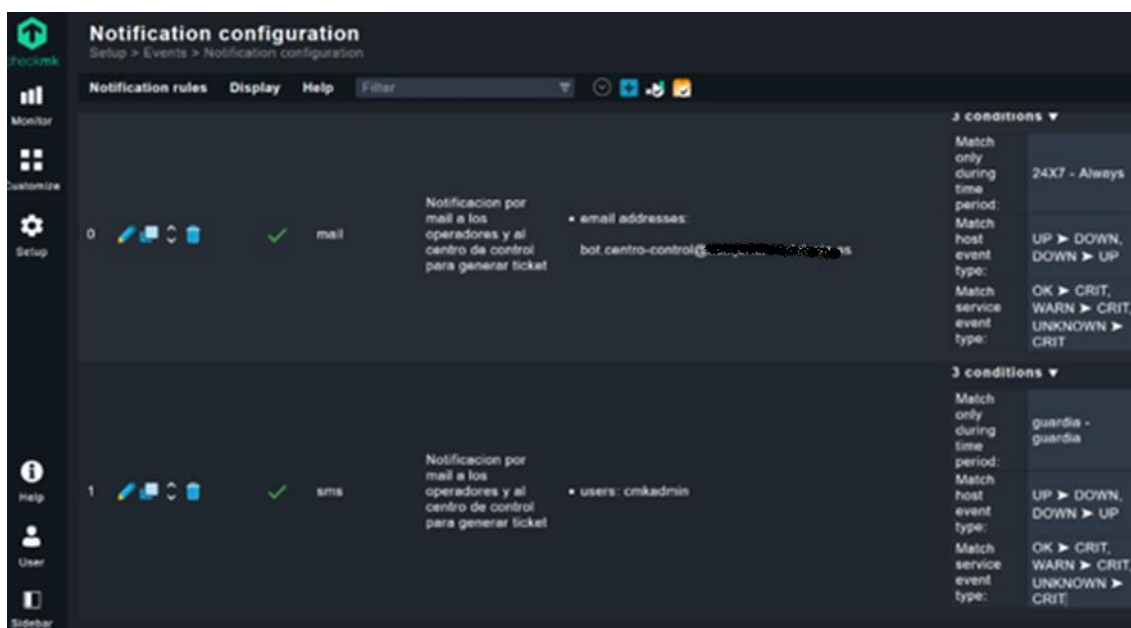 Notification configuration
Setup > Events > Notification configuration
checkmk
Notification rules Display Help Filter
Monitor
Customize
Setup
Help
User
Sidebar
3 conditions ▼
0
mail
Notificacion por
mail a los
operadores y al
centro de control
para generar ticket
• email addresses:
bot.centro-control@
Match
only
during
time
period:
24X7 - Always
Match
host
event
type:
UP ➤ DOWN,
DOWN ➤ UP
Match
service
event
type:
OK ➤ CRIT,
WARN ➤ CRIT,
UNKNOWN ➤
CRIT
3 conditions ▼
1
sms
Notificacion por
mail a los
operadores y al
centro de control
para generar ticket
• users: cmkadmin
Match
only
during
time
period:
guardia -
guardia
Match
host
event
type:
UP ➤ DOWN,
DOWN ➤ UP
Match
service
event
type:
OK ➤ CRIT,
WARN ➤ CRIT,
UNKNOWN ➤
CRIT